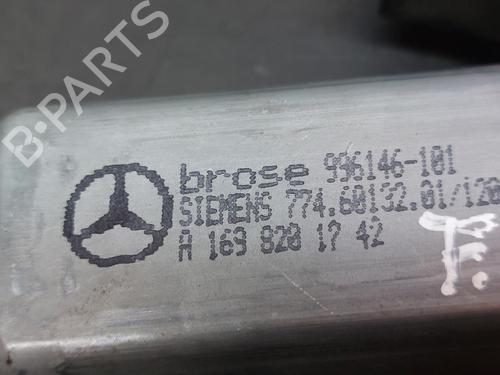 B-PARTS
brose 996146-101
SIEMENS 774.60132.01/120
A 169 820 17 42
F.